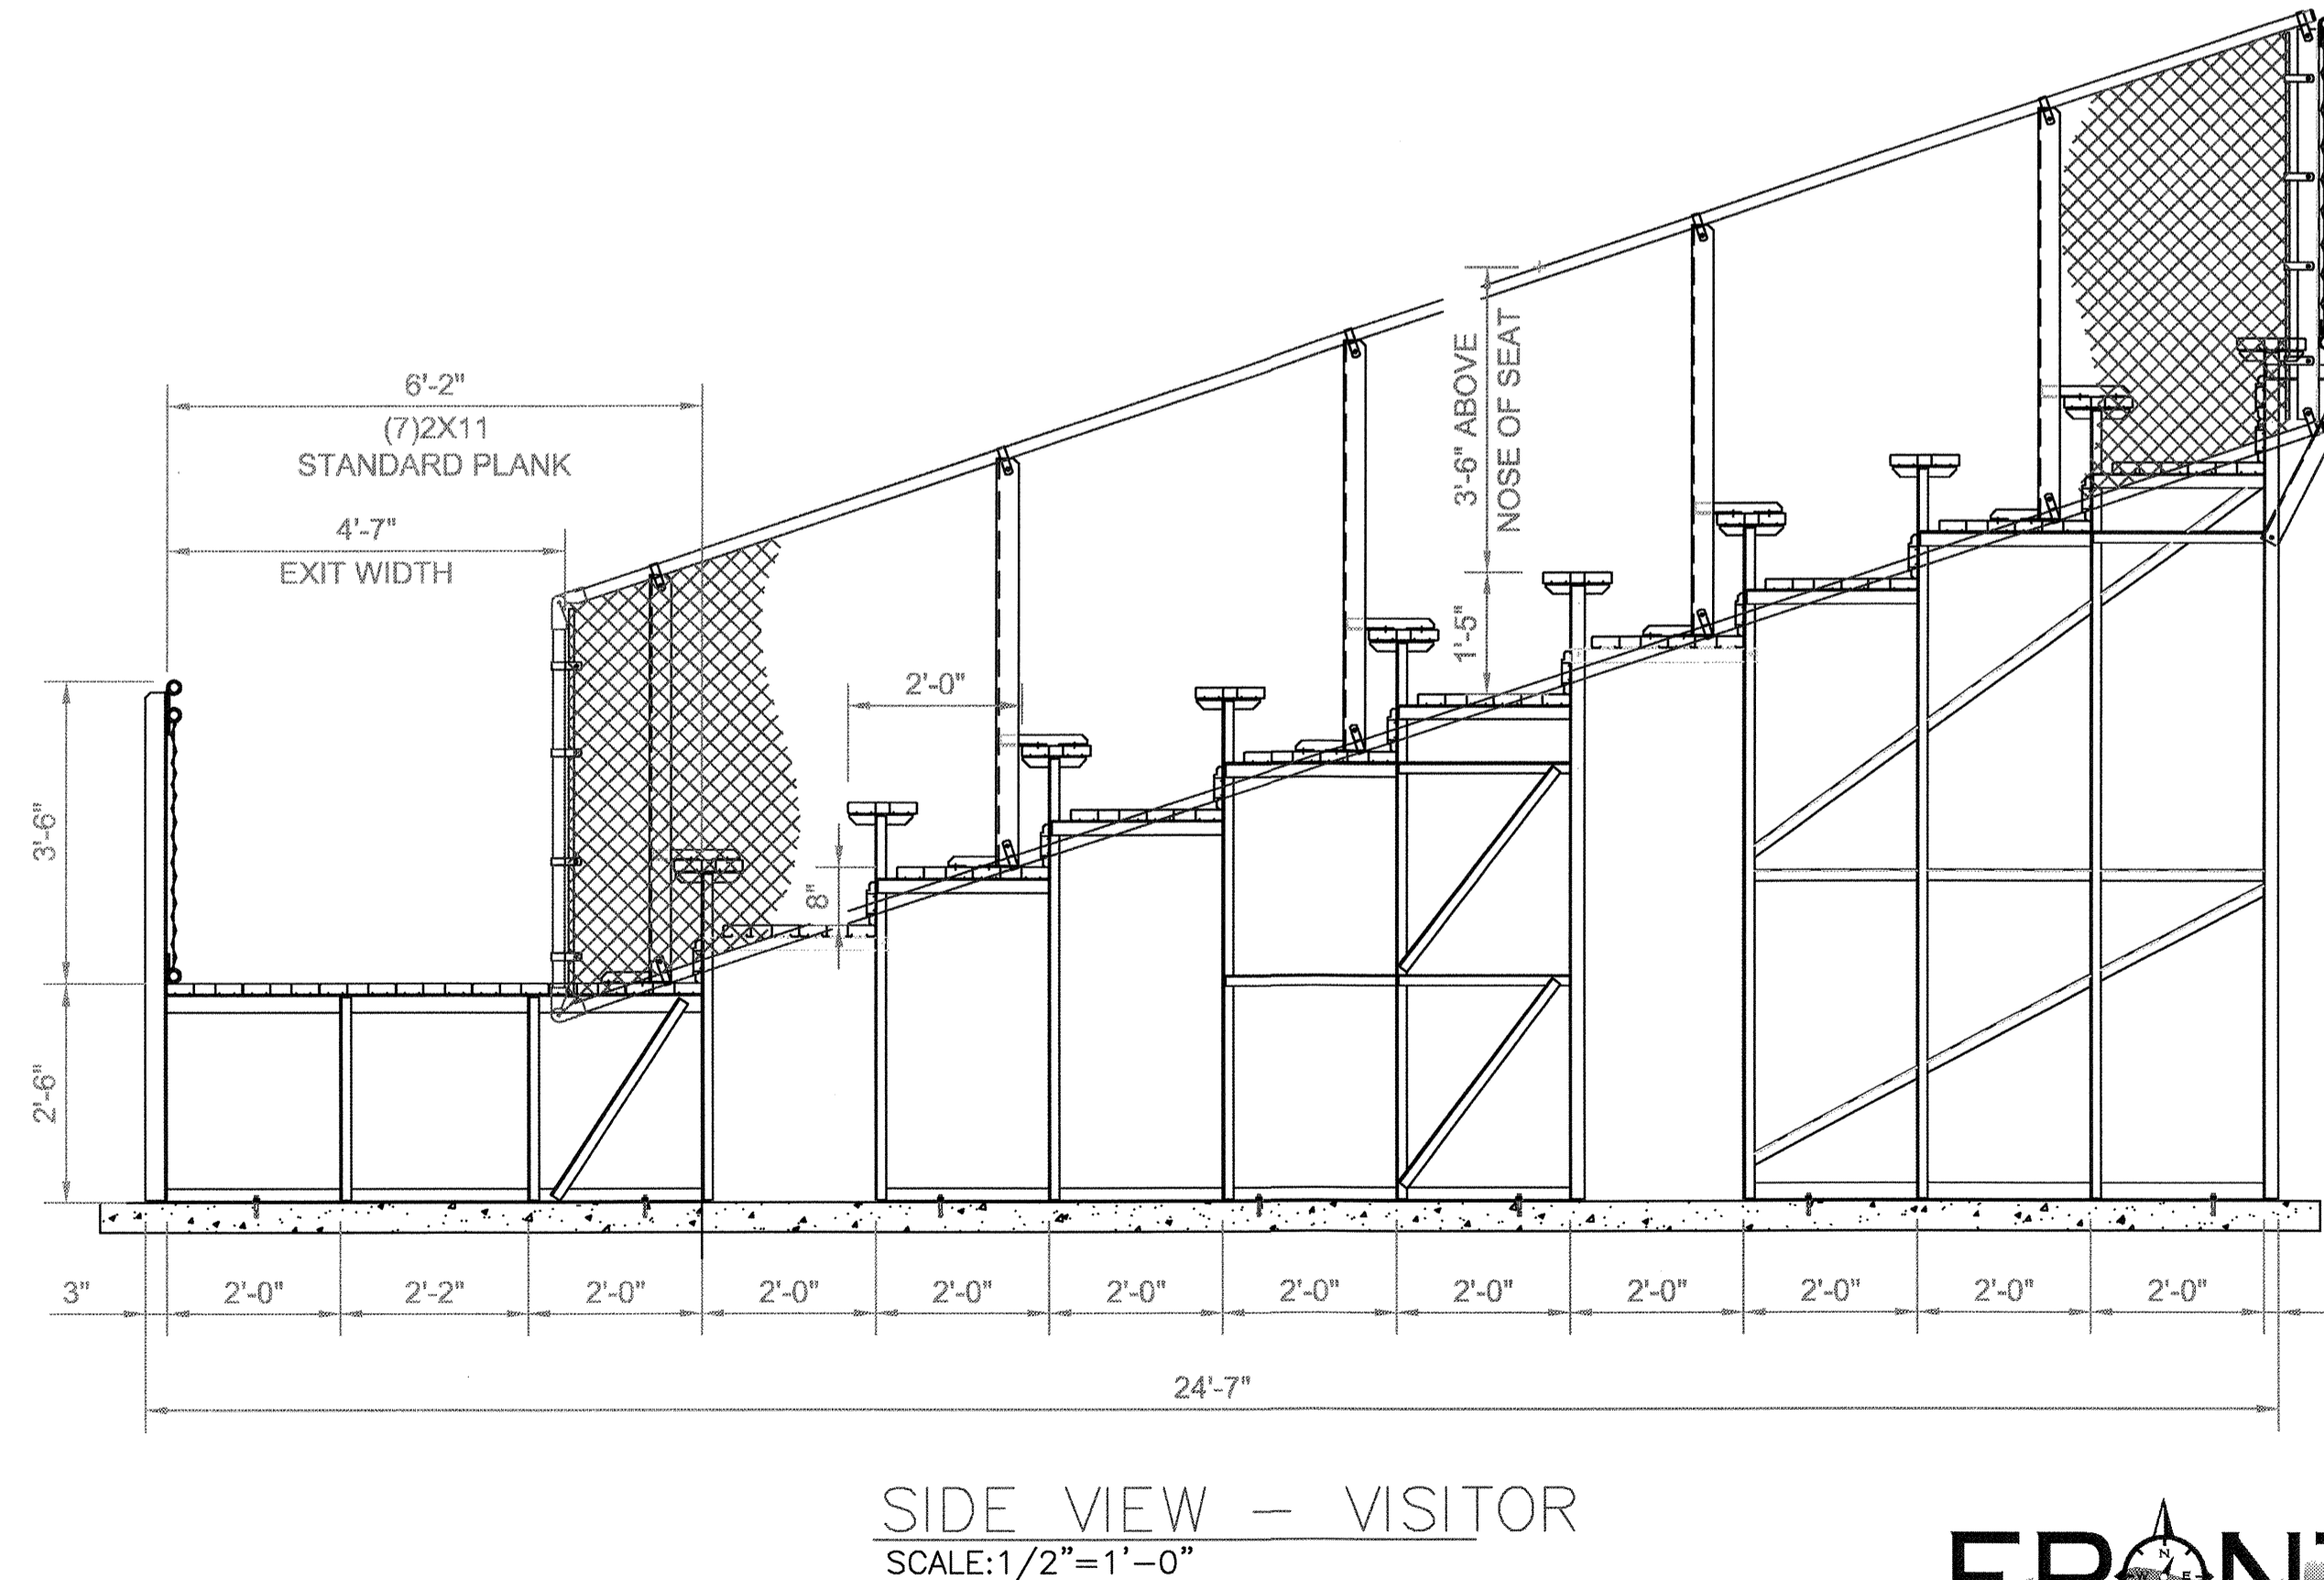 6'-2"
(7)2X11
STANDARD PLANK
4'-7"
EXIT WIDTH
3'-6" ABOVE
NOSE OF SEAT
1'-5"
2'-0"
8"
3'-6"
2'-6"
3" 2'-0" 2'-2" 2'-0" 2'-0" 2'-0" 2'-0" 2'-0" 2'-0" 2'-0" 2'-0" 2'-0" 2'-0"
24'-7"
SIDE VIEW - VISITOR
SCALE:1/2"=1'-0"
N
W E